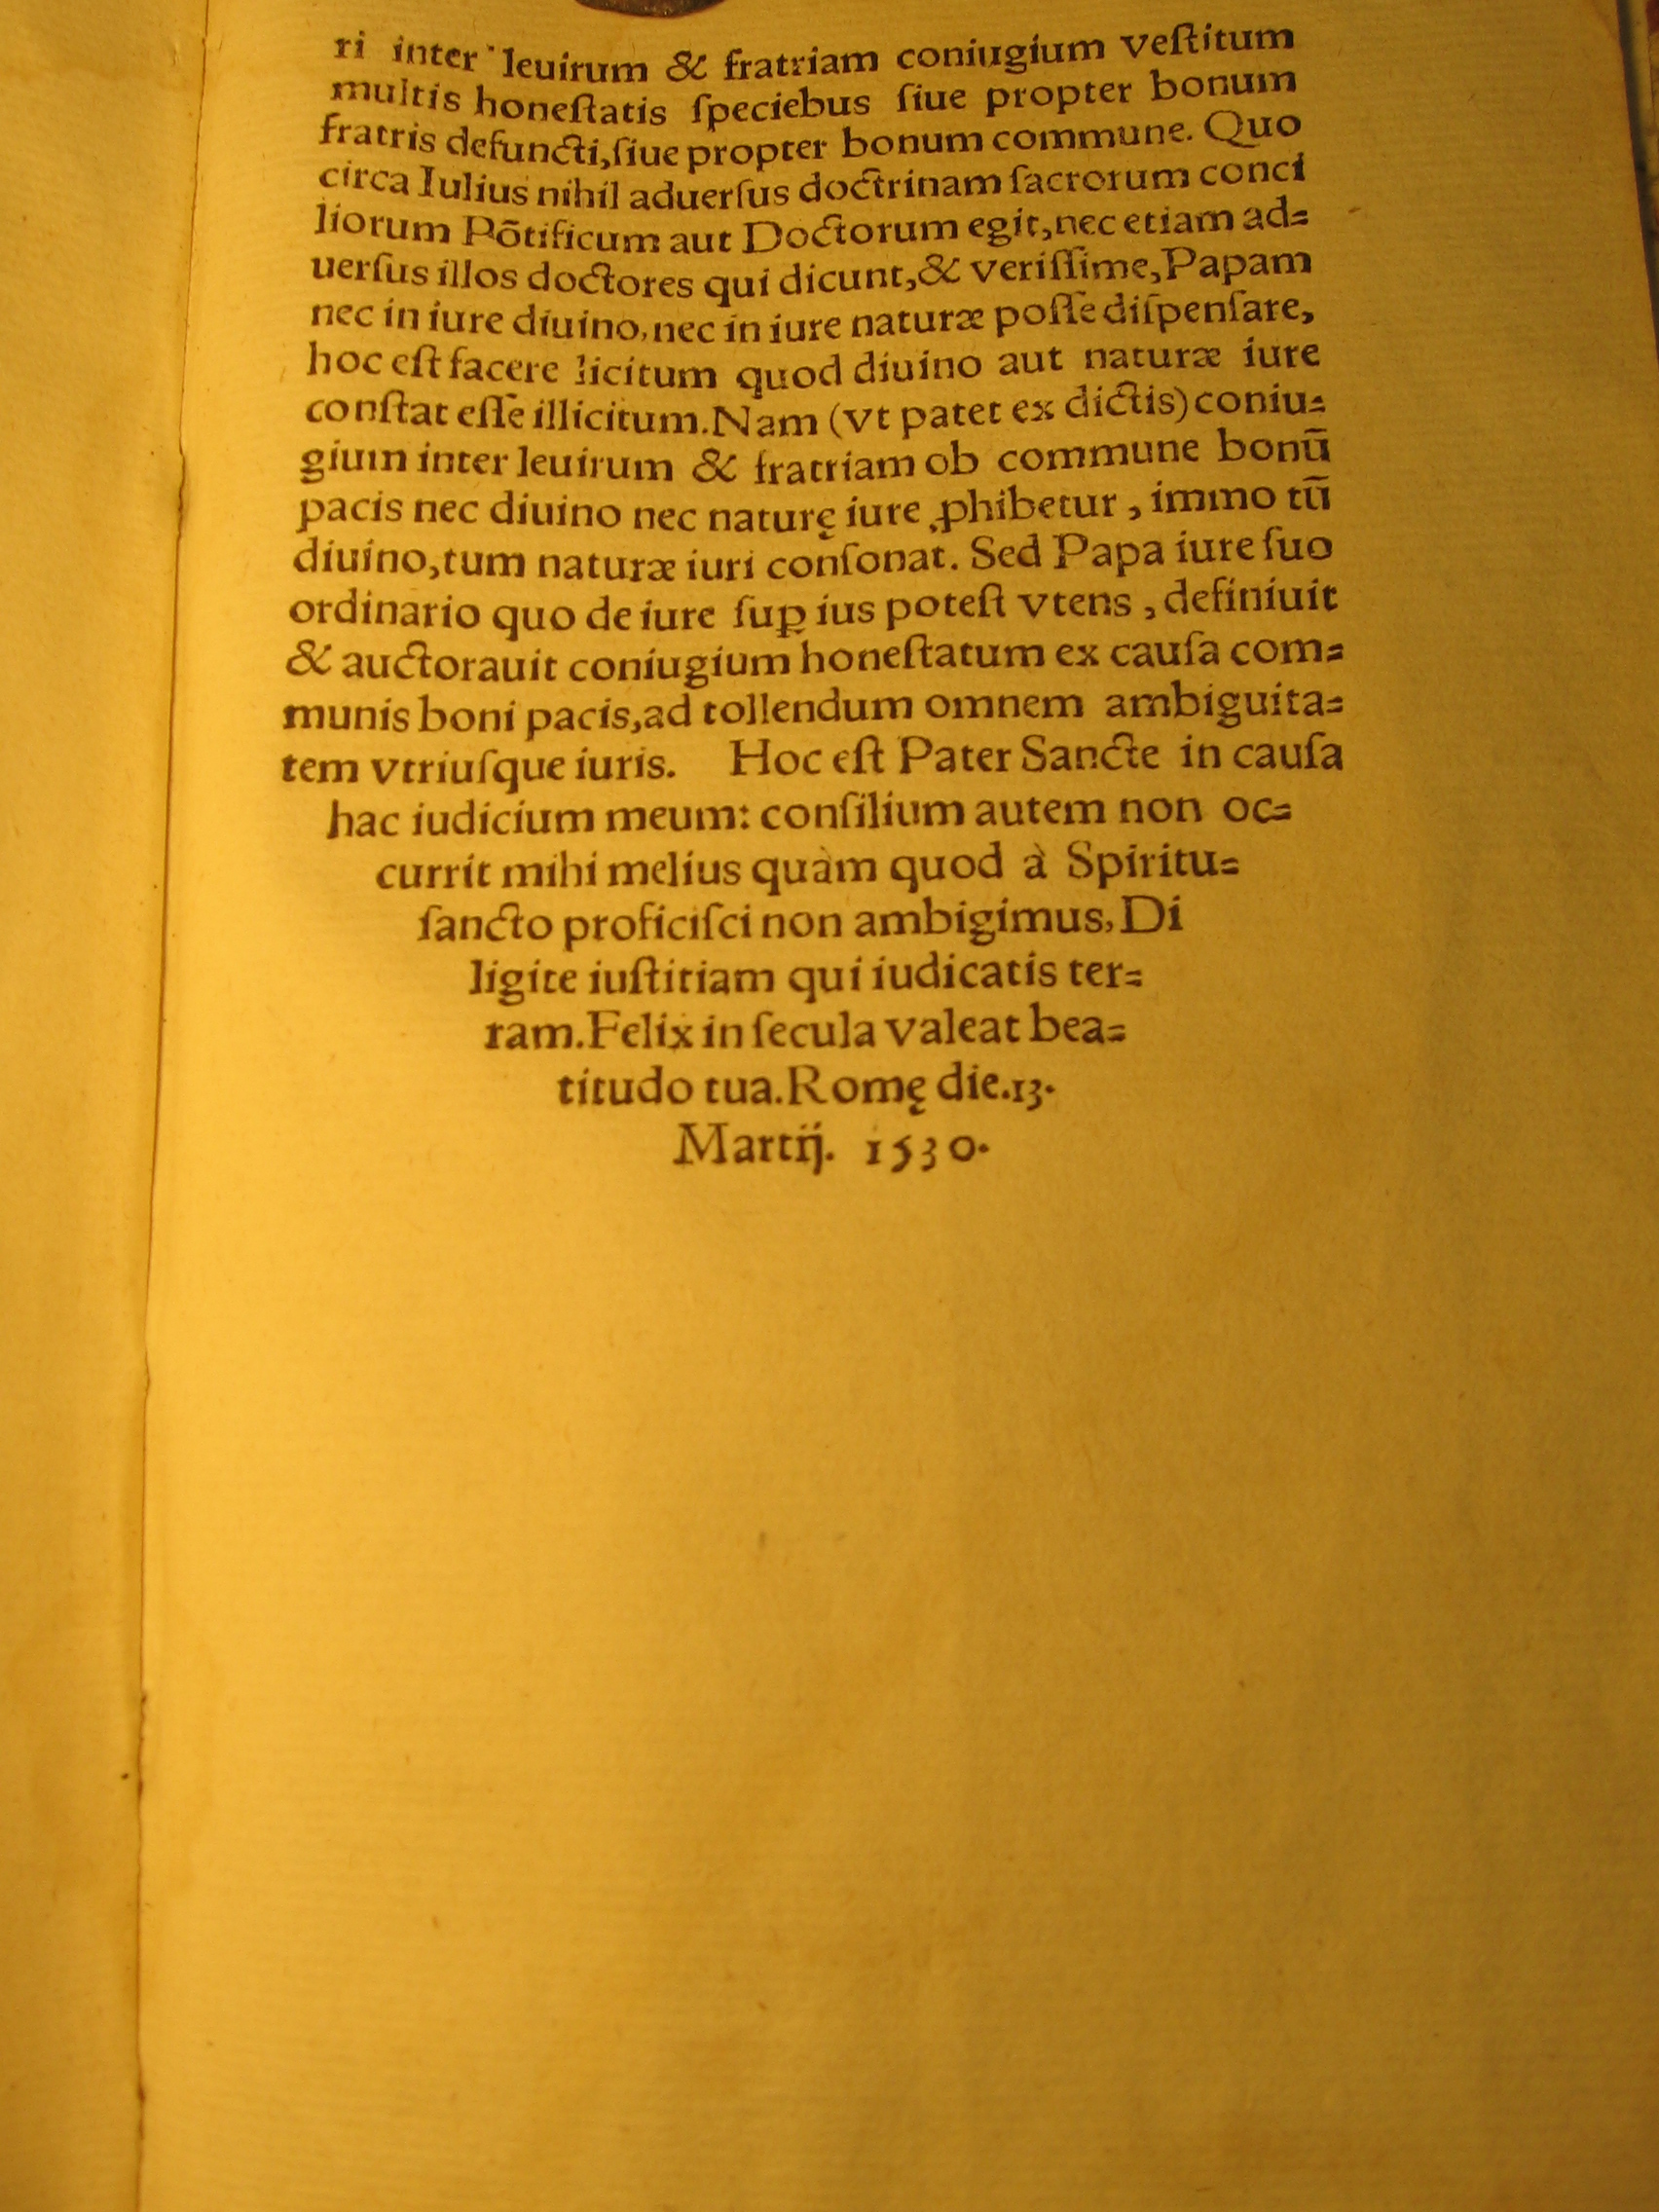 ri inter leuirum & fratriam coniugium veſtitum
multis honeſtatis ſpeciebus ſiue propter bonum
fratris defuncti,ſiue propter bonum commune. Quo
circa Iulius nihil aduerſus doctrinam ſacrorum conci
liorum Põtificum aut Doctorum egit,nec etiam ad⸗
uerſus illos doctores qui dicunt,& veriſſime,Papam
nec in iure diuino,nec in iure naturæ poſſe diſpenſare,
hoc eſt facere licitum quod diuino aut naturæ iure
conſtat eſſe illicitum.Nam (vt patet ex dictis) coniu⸗
gium inter leuirum & fratriam ob commune bonũ
pacis nec diuino nec naturę iure ꝓhibetur , immo tũ
diuino,tum naturæ iuri conſonat. Sed Papa iure ſuo
ordinario quo de iure ſuꝑ ius poteſt vtens , definiuit
& auctorauit coniugium honeſtatum ex cauſa com⸗
munis boni pacis,ad tollendum omnem ambiguita⸗
tem vtriuſque iuris. Hoc eſt Pater Sancte in cauſa
hac iudicium meum: conſilium autem non oc⸗
currit mihi melius quàm quod à Spiritu⸗
ſancto proficiſci non ambigimus, Di
ligite iuſtitiam qui iudicatis ter⸗
ram.Felix in ſecula valeat bea⸗
titudo tua.Romę die.13.
Martij. 1530.